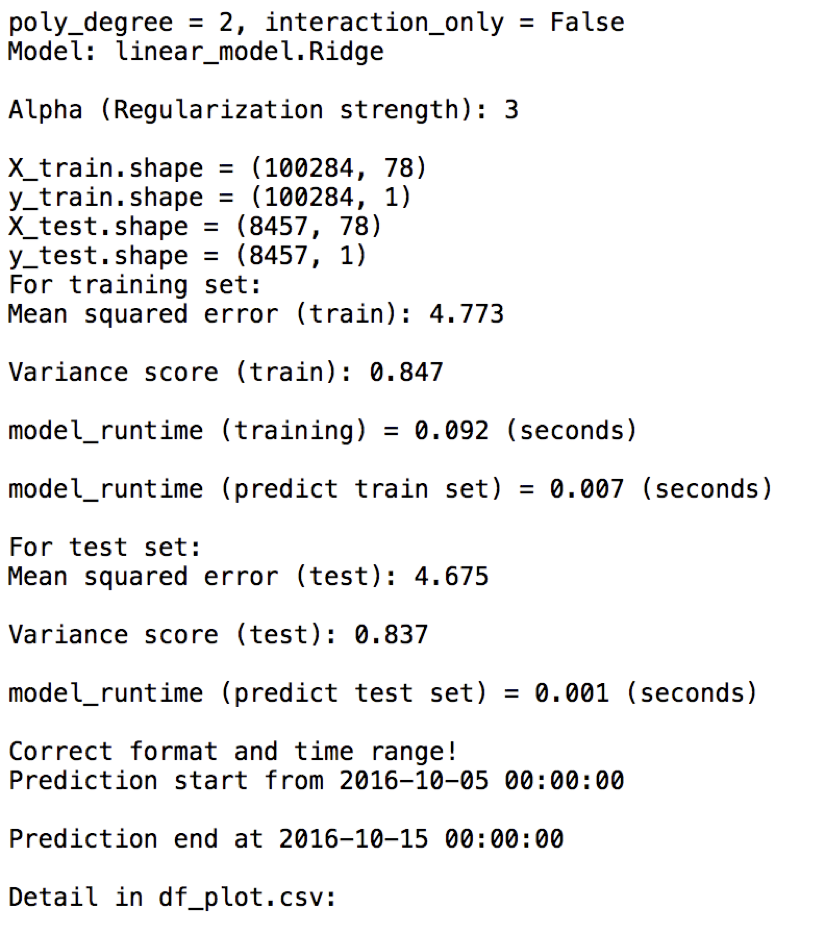 poly_degree = 2, interaction_only = False
Model: linear_model.Ridge
Alpha (Regularization strength): 3
X_train.shape = (100284, 78)
y_train.shape = (100284, 1)
X_test.shape = (8457, 78)
y_test.shape = (8457, 1)
For training set:
Mean squared error (train): 4.773
Variance score (train): 0.847
model_runtime (training) = 0.092 (seconds)
model_runtime (predict train set) = 0.007 (seconds)
For test set:
Mean squared error (test): 4.675
Variance score (test): 0.837
model_runtime (predict test set) = 0.001 (seconds)
Correct format and time range!
Prediction start from 2016-10-05 00:00:00
Prediction end at 2016-10-15 00:00:00
Detail in df_plot.csv: